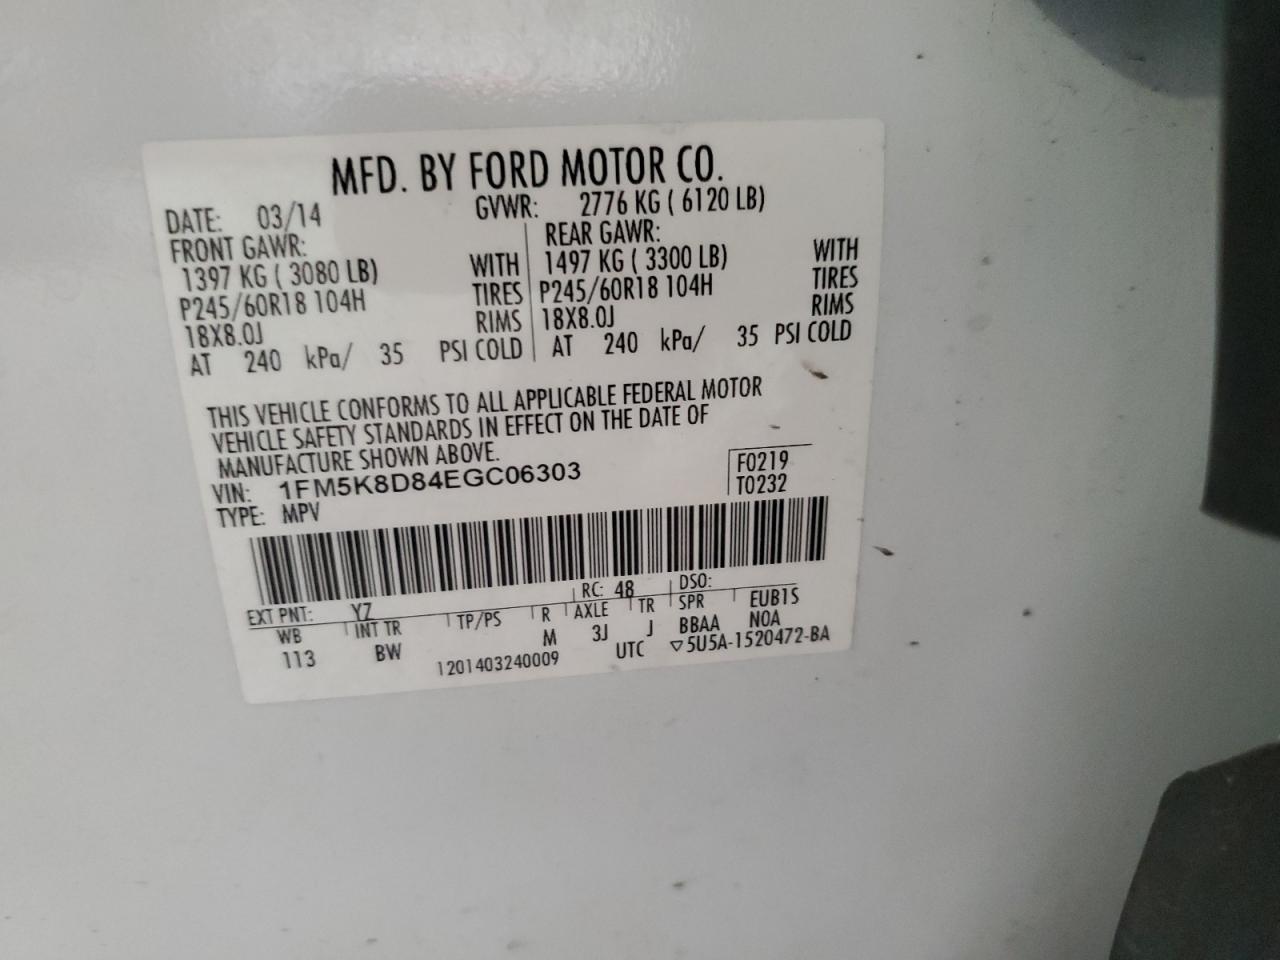 MFD. BY FORD MOTOR CO.
DATE: 03/14 GVWR: 2776 KG ( 6120 LB)
FRONT GAWR: REAR GAWR:
1397 KG ( 3080 LB) WITH 1497 KG ( 3300 LB) WITH
P245/60R18 104H TIRES P245/60R18 104H TIRES
18X8.0J RIMS 18X8.0J RIMS
AT 240 kPa/ 35 PSI COLD AT 240 kPa/ 35 PSI COLD
THIS VEHICLE CONFORMS TO ALL APPLICABLE FEDERAL MOTOR
VEHICLE SAFETY STANDARDS IN EFFECT ON THE DATE OF
MANUFACTURE SHOWN ABOVE.
VIN: 1FM5K8D84EGC06303 F0219
TYPE: MPV T0232
EXT PNT: YZ RC: 48 DSO:
WB INT TR TP/PS R AXLE TR SPR EUB1S
113 BW M 3J J BBAA NOA
1201403240009 UTC ▽5U5A-1520472-BA